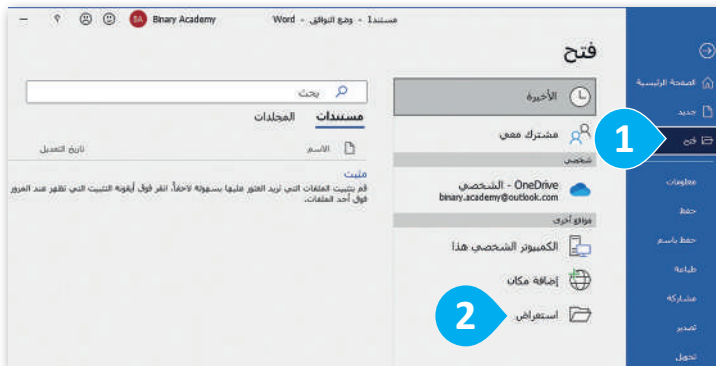 مستند1 - وضع التوافق - Word
Binary Academy
BA
?
فتح
الصفحة الرئيسية
جديد
فتح
معلومات
حفظ
حفظ باسم
طباعة
مشاركة
تصدير
تحويل
1
الأخيرة
مشترك معي
شخصي
OneDrive - الشخصي
binary.academy@outlook.com
مواقع أخرى
الكمبيوتر الشخصي هذا
إضافة مكان
استعراض
2
بحث
مستندات المجلدات
الاسم تاريخ التعديل
مثبت
قم بتثبيت الملفات التي تريد العثور عليها بسهولة لاحقاً. انقر فوق أيقونة التثبيت التي تظهر عند المرور
فوق أحد الملفات.